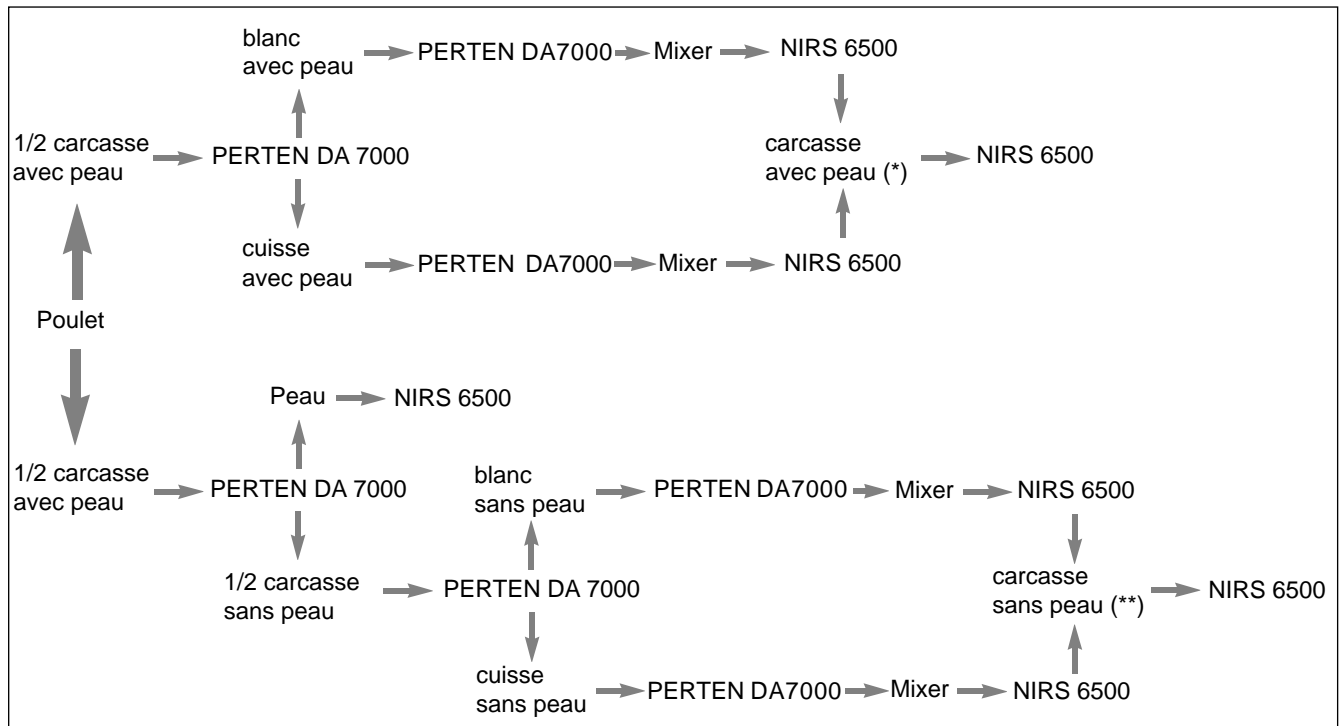 blanc
avec peau
PERTEN DA7000
Mixer
NIRS 6500
1/2 carcasse
avec peau
PERTEN DA 7000
carcasse
avec peau (*)
NIRS 6500
cuisse
avec peau
PERTEN DA7000
Mixer
NIRS 6500
Poulet
Peau
NIRS 6500
1/2 carcasse
avec peau
PERTEN DA 7000
blanc
sans peau
PERTEN DA7000
Mixer
NIRS 6500
1/2 carcasse
sans peau
PERTEN DA 7000
carcasse
sans peau (**)
NIRS 6500
cuisse
sans peau
PERTEN DA7000
Mixer
NIRS 6500